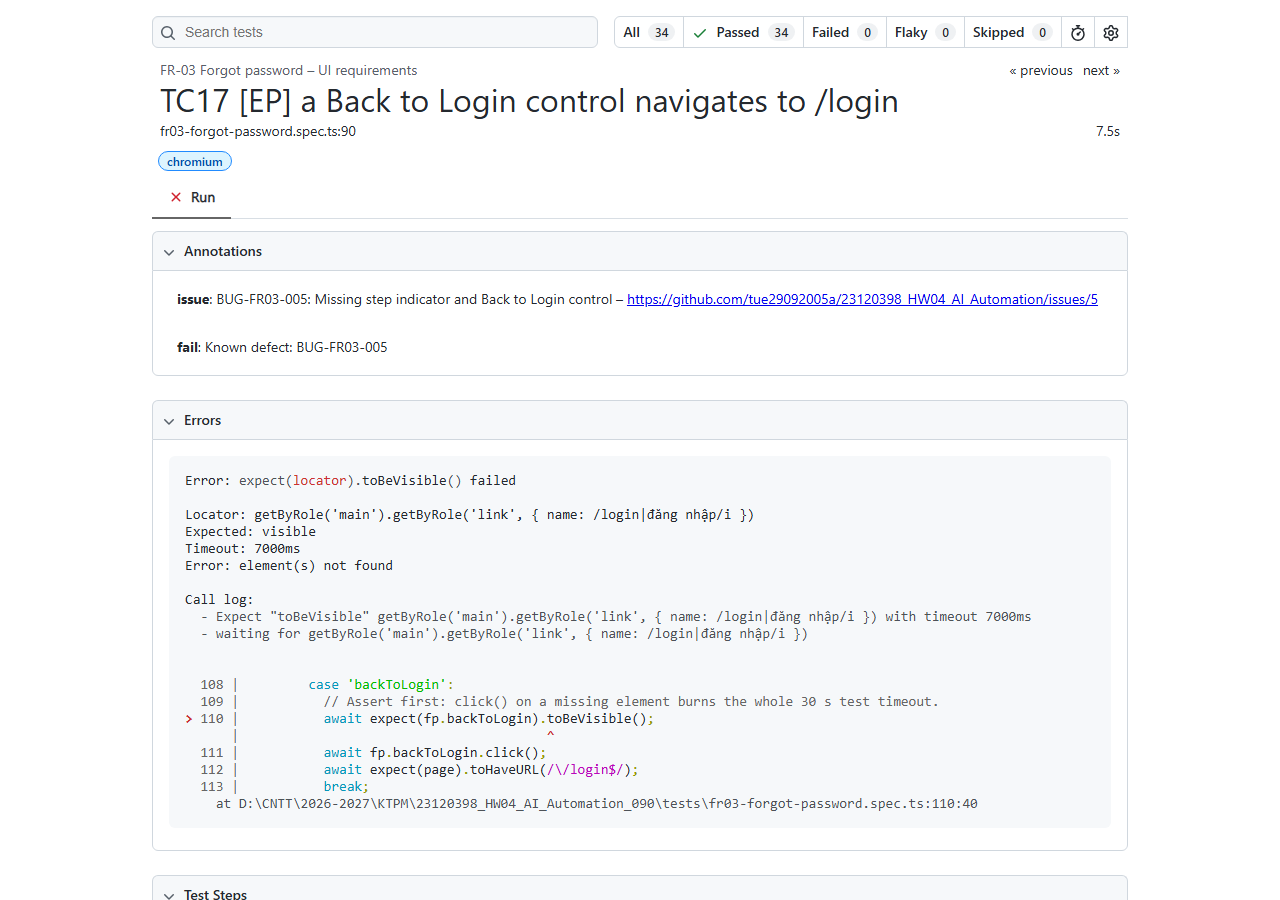 Search tests
All 34 Passed 34 Failed 0 Flaky 0 Skipped 0
FR-03 Forgot password – UI requirements
« previous next »
TC17 [EP] a Back to Login control navigates to /login
fr03-forgot-password.spec.ts:90
7.5s
chromium
Run
Annotations
issue: BUG-FR03-005: Missing step indicator and Back to Login control – https://github.com/tue29092005a/23120398_HW04_AI_Automation/issues/5
fail: Known defect: BUG-FR03-005
Errors
Error: expect(locator).toBeVisible() failed
Locator: getByRole('main').getByRole('link', { name: /login|đăng nhập/i })
Expected: visible
Timeout: 7000ms
Error: element(s) not found
Call log:
- Expect "toBeVisible" getByRole('main').getByRole('link', { name: /login|đăng nhập/i }) with timeout 7000ms
- waiting for getByRole('main').getByRole('link', { name: /login|đăng nhập/i })
108 | case 'backToLogin':
109 | // Assert first: click() on a missing element burns the whole 30 s test timeout.
> 110 | await expect(fp.backToLogin).toBeVisible();
| ^
111 | await fp.backToLogin.click();
112 | await expect(page).toHaveURL(/\/login$/);
113 | break;
at D:\CNTT\2026-2027\KTPM\23120398_HW04_AI_Automation_090\tests\fr03-forgot-password.spec.ts:110:40
Test Steps